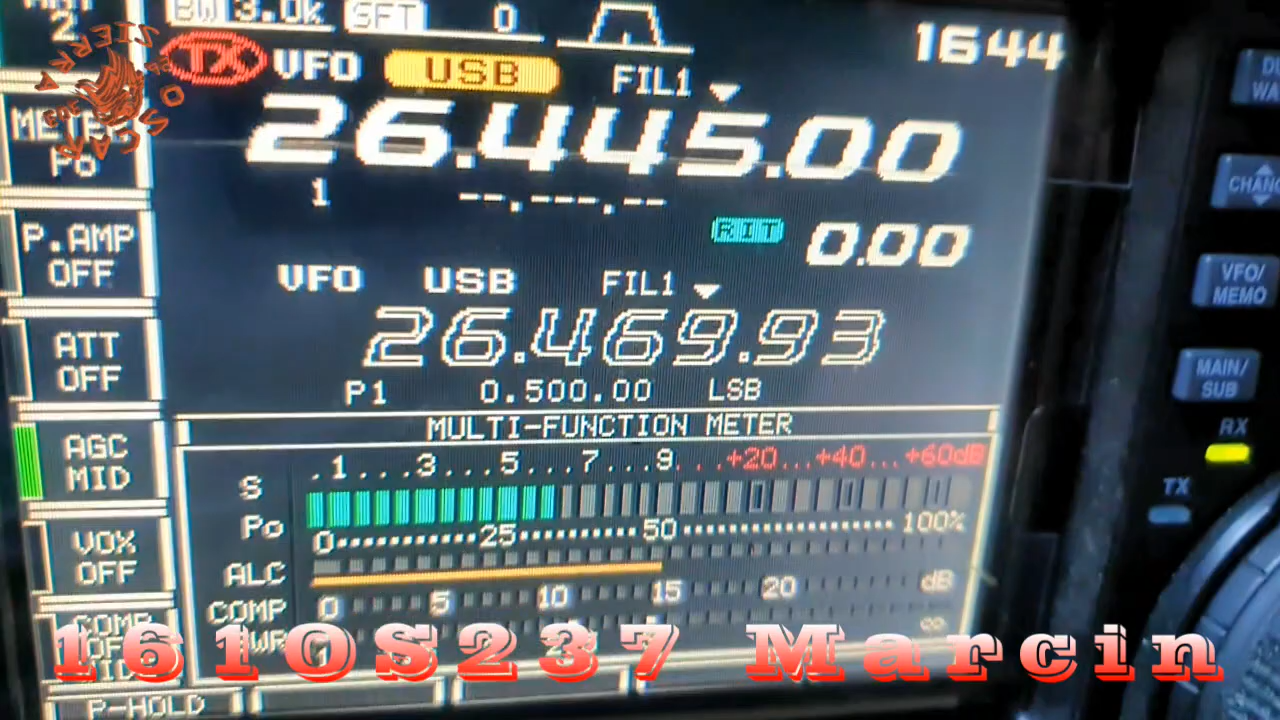 2
BW 3.0k SFT 0
1644
TX VFO USB FIL1
SIERRA
OSCAR
METER
Po
26.445.00
1 --.---.--
P.AMP
OFF
RIT 0.00
VFO USB FIL1
26.469.93
ATT
OFF
P1 0.500.00 LSB
MULTI-FUNCTION METER
AGC
MID
S .1...3...5...7...9...+20...+40...+60dB
Po 0 25 50 100%
VOX
OFF
ALC
COMP 0 5 10 15 20 dB
COMP
OFF
MID
∞
161OS237 Marcin
P-HOLD
CHANG
VFO/
MEMO
MAIN/
SUB
RX
TX